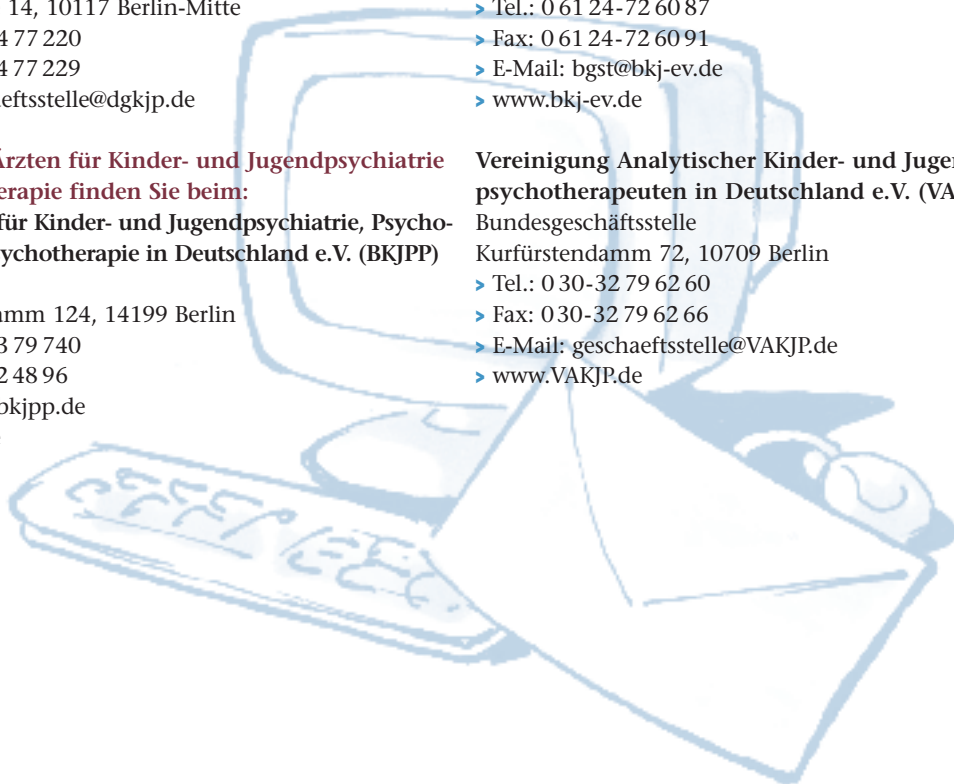 14, 10117 Berlin-Mitte
4 77 220
4 77 229
eftsstelle@dgkjp.de
Ärzten für Kinder- und Jugendpsychiatrie
erapie finden Sie beim:
für Kinder- und Jugendpsychiatrie, Psycho-
ychotherapie in Deutschland e.V. (BKJPP)
amm 124, 14199 Berlin
3 79 740
2 48 96
bkjpp.de
> Tel.: 0 61 24-72 60 87
> Fax: 0 61 24-72 60 91
> E-Mail: bgst@bkj-ev.de
> www.bkj-ev.de
Vereinigung Analytischer Kinder- und Juge
psychotherapeuten in Deutschland e.V. (VA
Bundesgeschäftsstelle
Kurfürstendamm 72, 10709 Berlin
> Tel.: 0 30-32 79 62 60
> Fax: 030-32 79 62 66
> E-Mail: geschaeftsstelle@VAKJP.de
> www.VAKJP.de